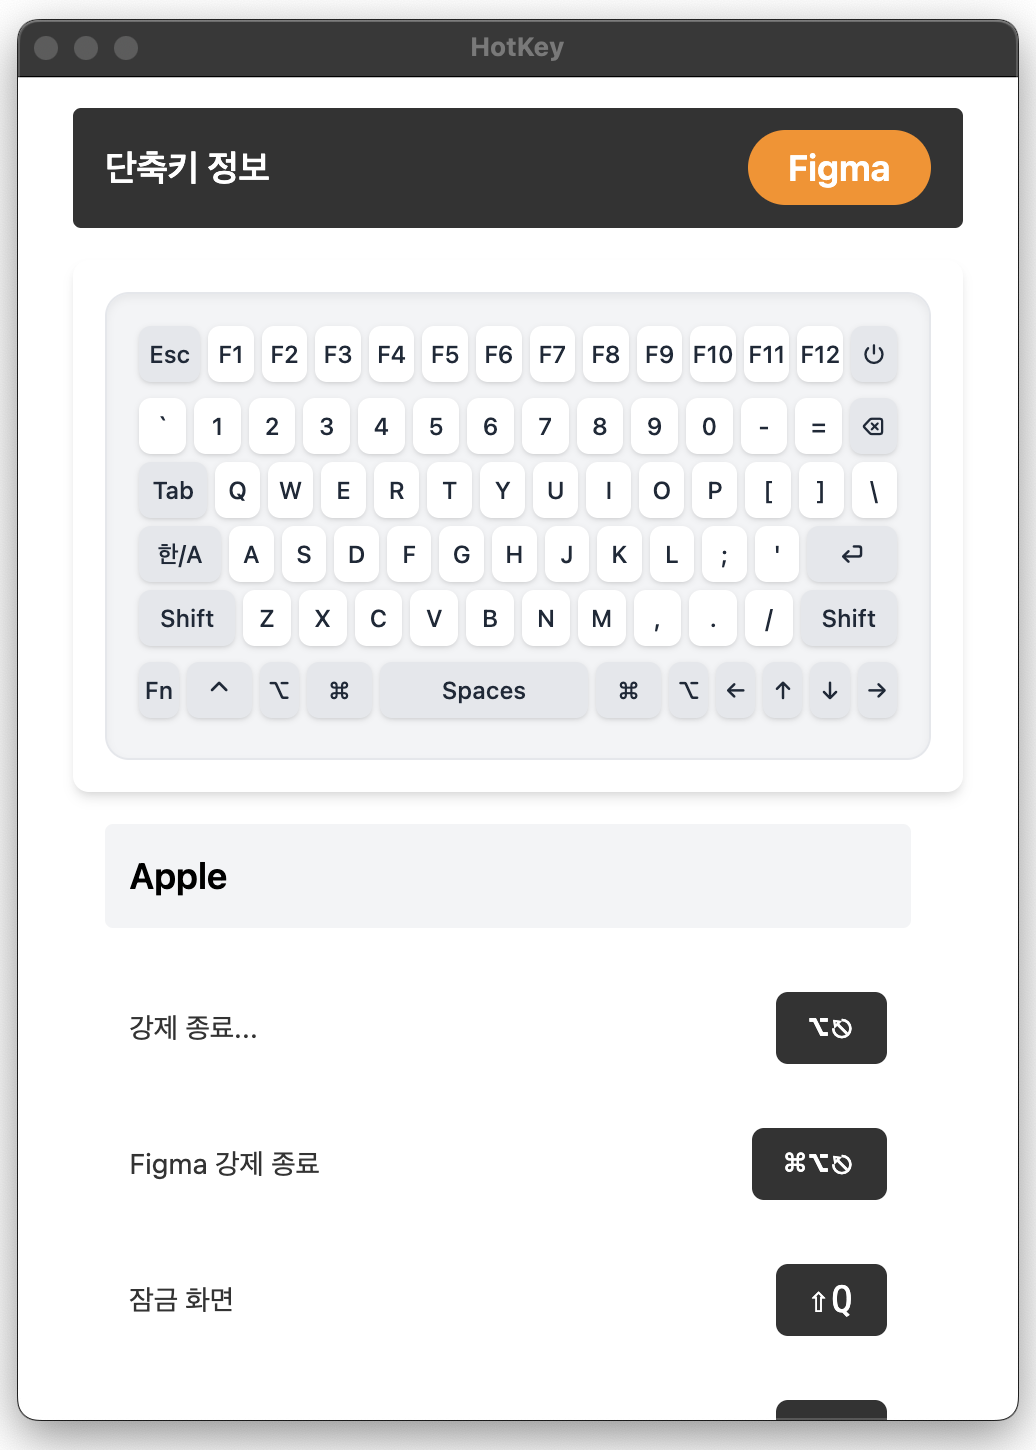 HotKey
단축키 정보 Figma
Esc F1 F2 F3 F4 F5 F6 F7 F8 F9 F10 F11 F12 ⏻
` 1 2 3 4 5 6 7 8 9 0 - = ⌫
Tab Q W E R T Y U I O P [ ] \
한/A A S D F G H J K L ; ' ↩
Shift Z X C V B N M , . / Shift
Fn ^ ⌥ ⌘ Spaces ⌘ ⌥ ← ↑ ↓ →
Apple
강제 종료... ⌥⎋
Figma 강제 종료 ⌘⌥⎋
잠금 화면 ⇧Q